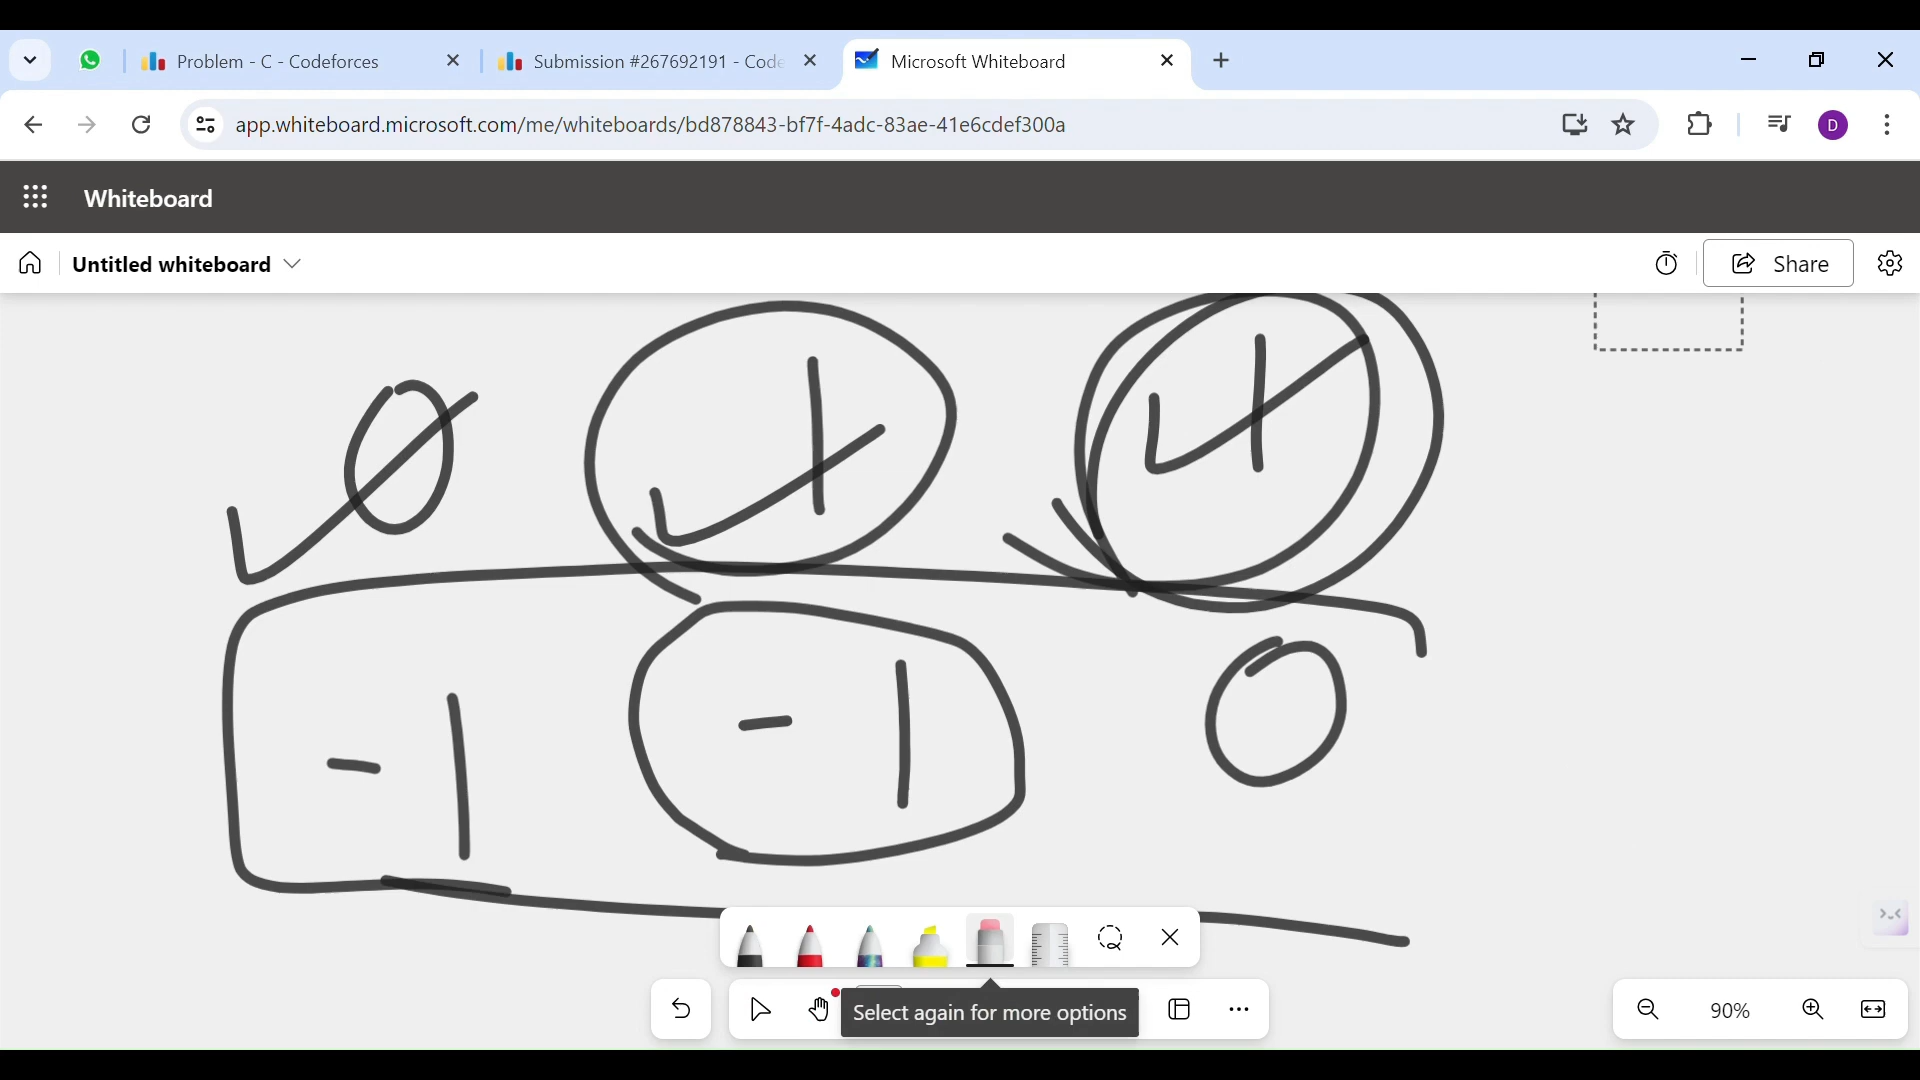 Problem - C - Codeforces
Submission #267692191 - Code
Microsoft Whiteboard
app.whiteboard.microsoft.com/me/whiteboards/bd878843-bf7f-4adc-83ae-41e6cdef300a
D
Whiteboard
Untitled whiteboard
Share
0 1 1
-1 -1 0
Select again for more options
90%